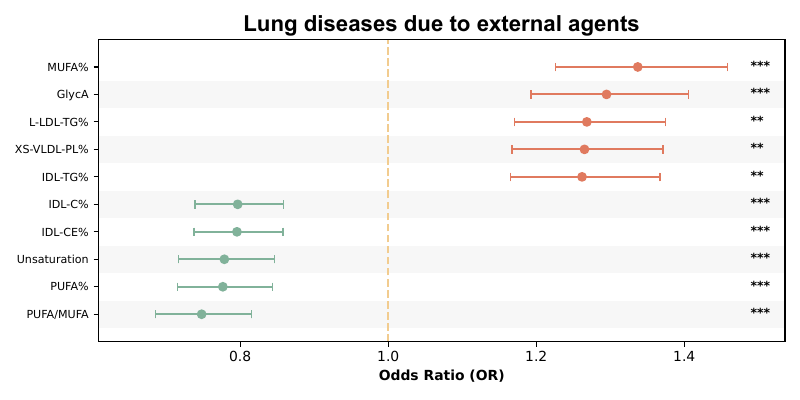 Lung diseases due to external agents
MUFA% ***
GlycA ***
L-LDL-TG% **
XS-VLDL-PL% **
IDL-TG% **
IDL-C% ***
IDL-CE% ***
Unsaturation ***
PUFA% ***
PUFA/MUFA ***
0.8 1.0 1.2 1.4
Odds Ratio (OR)